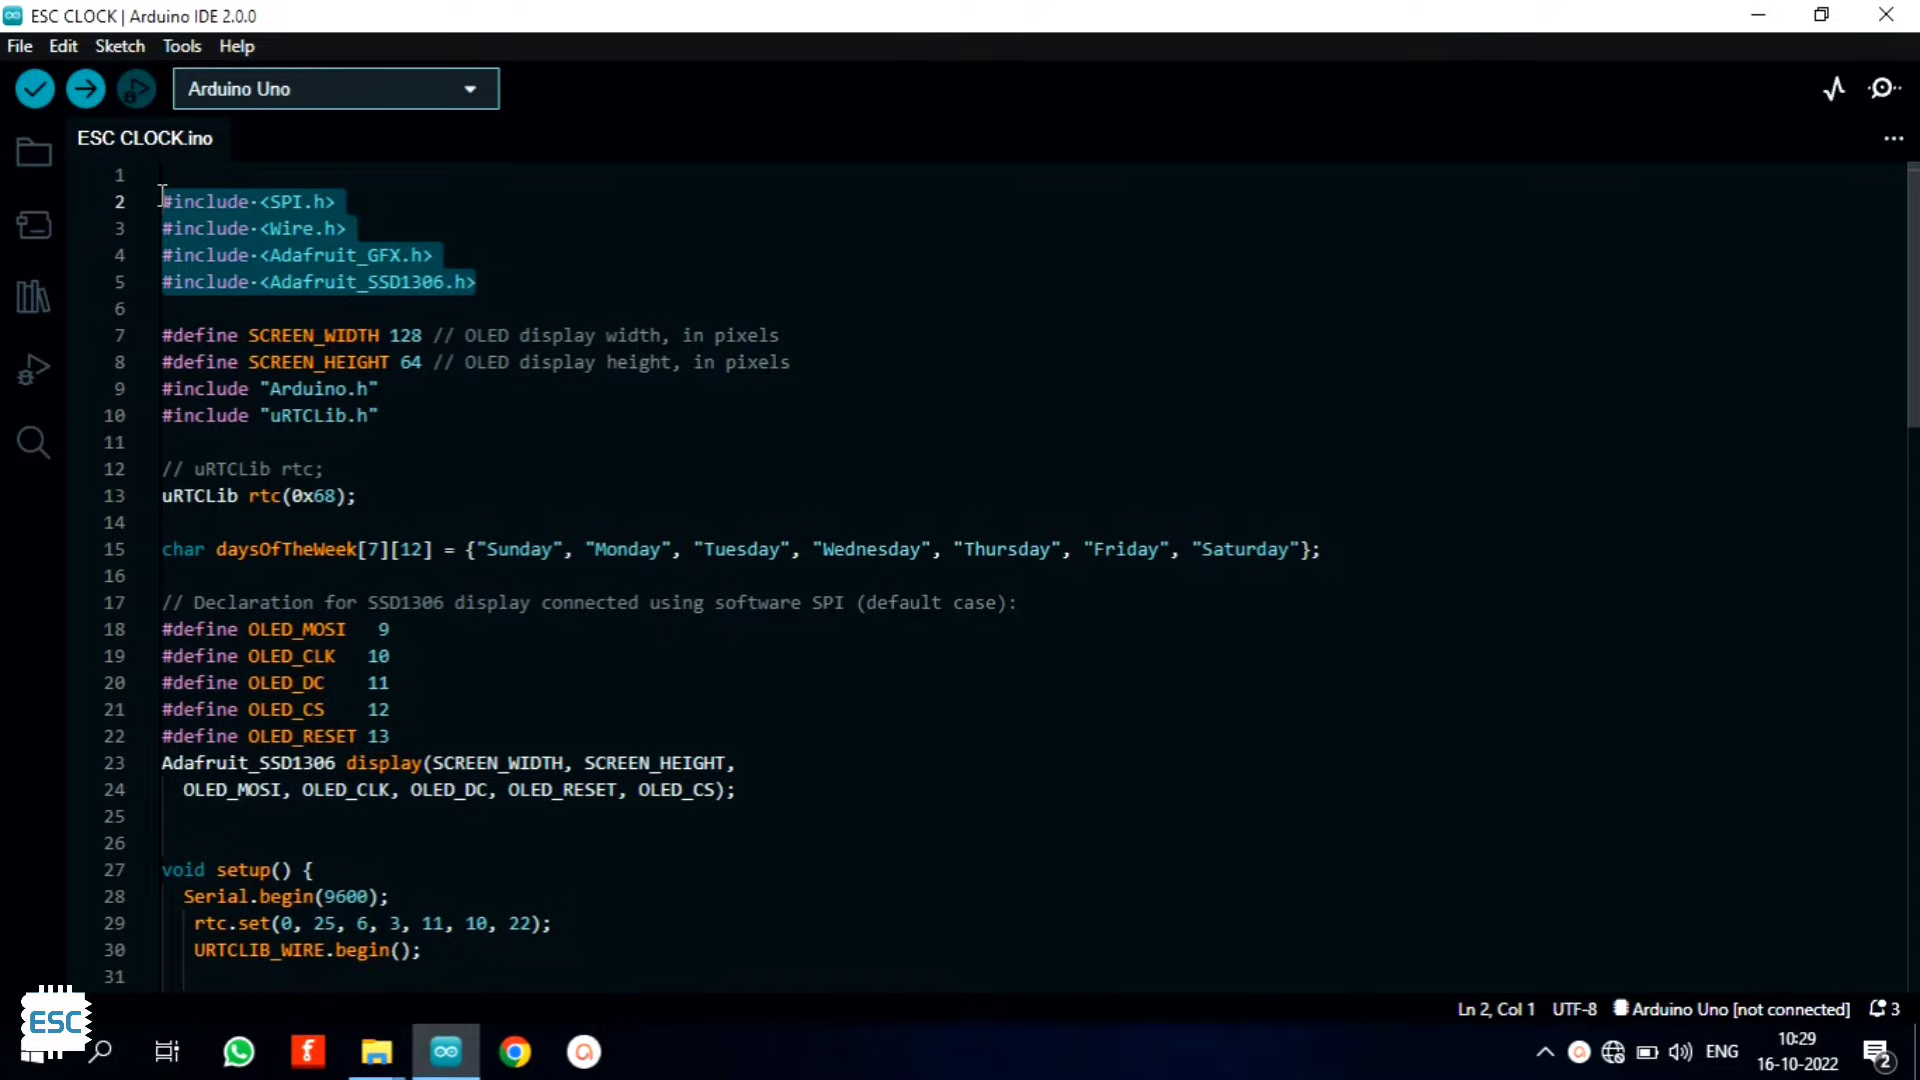 ESC CLOCK | Arduino IDE 2.0.0
File Edit Sketch Tools Help
Arduino Uno
ESC CLOCK.ino
1
2 #include <SPI.h>
3 #include <Wire.h>
4 #include <Adafruit_GFX.h>
5 #include <Adafruit_SSD1306.h>
6
7 #define SCREEN_WIDTH 128 // OLED display width, in pixels
8 #define SCREEN_HEIGHT 64 // OLED display height, in pixels
9 #include "Arduino.h"
10 #include "uRTCLib.h"
11
12 // uRTCLib rtc;
13 uRTCLib rtc(0x68);
14
15 char daysOfTheWeek[7][12] = {"Sunday", "Monday", "Tuesday", "Wednesday", "Thursday", "Friday", "Saturday"};
16
17 // Declaration for SSD1306 display connected using software SPI (default case):
18 #define OLED_MOSI 9
19 #define OLED_CLK 10
20 #define OLED_DC 11
21 #define OLED_CS 12
22 #define OLED_RESET 13
23 Adafruit_SSD1306 display(SCREEN_WIDTH, SCREEN_HEIGHT,
24 OLED_MOSI, OLED_CLK, OLED_DC, OLED_RESET, OLED_CS);
25
26
27 void setup() {
28 Serial.begin(9600);
29 rtc.set(0, 25, 6, 3, 11, 10, 22);
30 URTCLIB_WIRE.begin();
31
Ln 2, Col 1 UTF-8 Arduino Uno [not connected] 3
ESC
ENG
10:29
16-10-2022
2